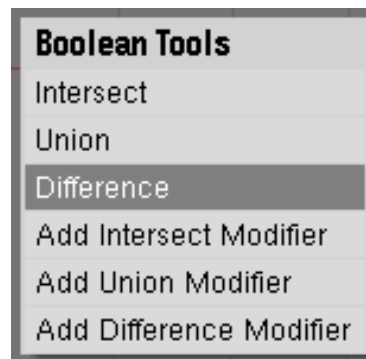 Boolean Tools
Intersect
Union
Difference
Add Intersect Modifier
Add Union Modifier
Add Difference Modifier